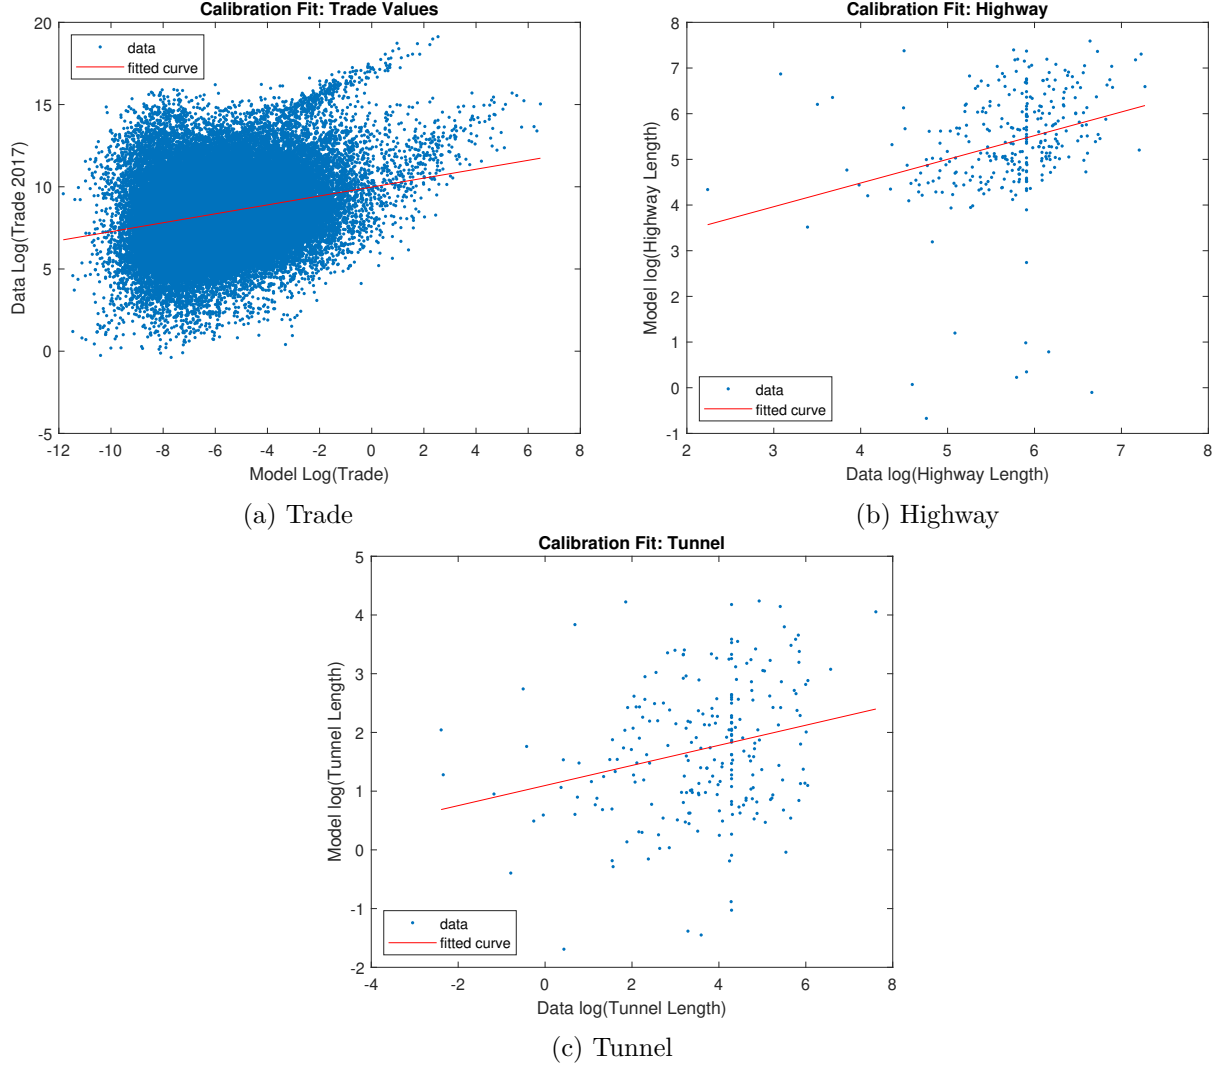 Calibration Fit: Trade Values
20
15
10
5
0
-5
-12 -10 -8 -6 -4 -2 0 2 4 6 8
Data Log(Trade 2017)
Model Log(Trade)
data
fitted curve
(a) Trade
Calibration Fit: Highway
8
7
6
5
4
3
2
1
0
-1
2 3 4 5 6 7 8
Model log(Highway Length)
Data log(Highway Length)
data
fitted curve
(b) Highway
Calibration Fit: Tunnel
5
4
3
2
1
0
-1
-2
-4 -2 0 2 4 6 8
Model log(Tunnel Length)
Data log(Tunnel Length)
data
fitted curve
(c) Tunnel